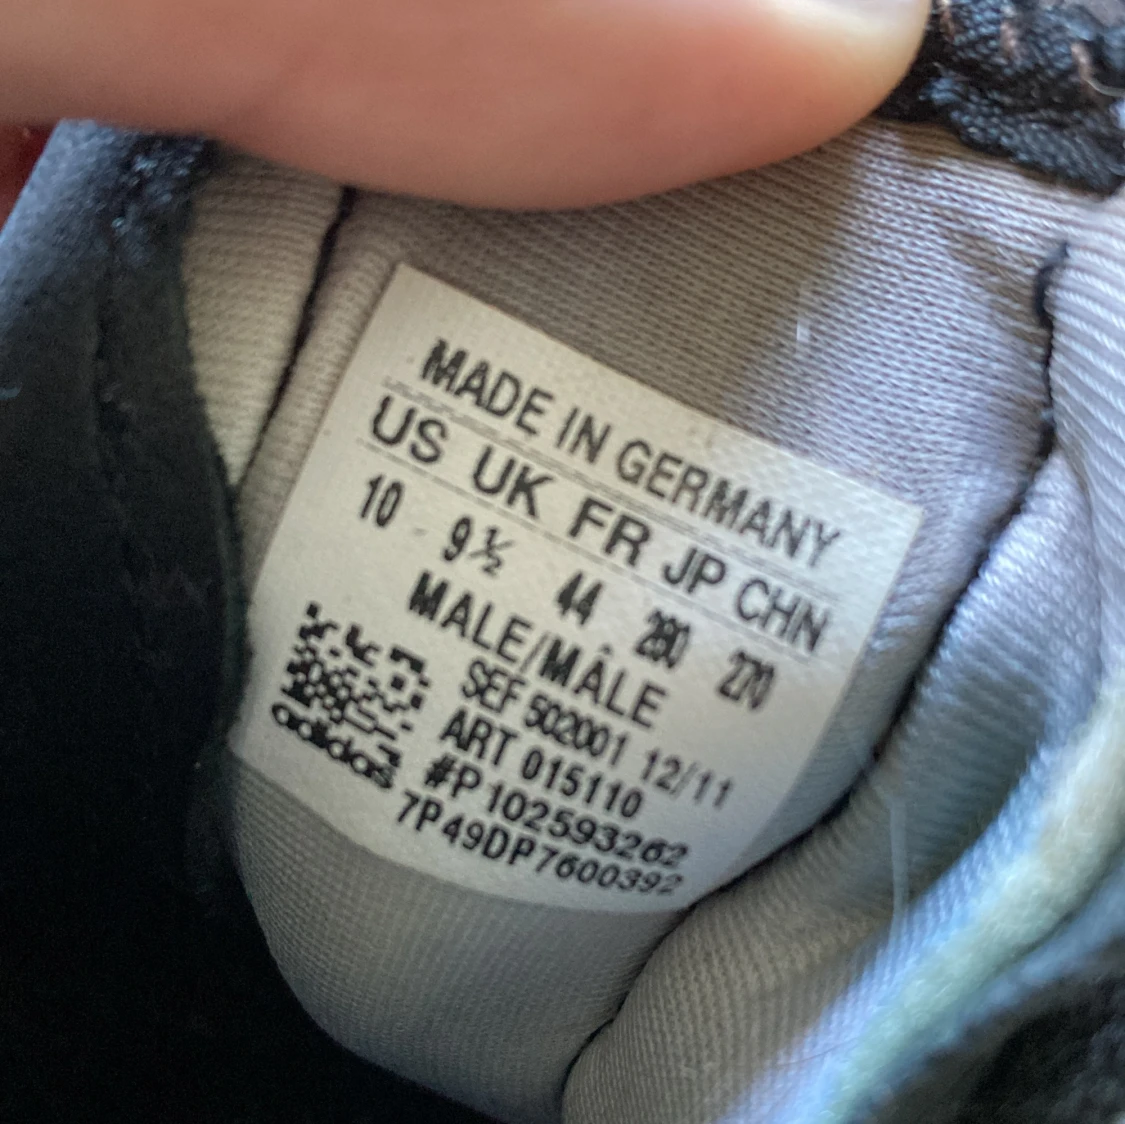 MADE IN GERMANY
US UK FR JP CHN
10 9½ 44 280 270
MALE/MÂLE
SEF 502001 12/11
ART 015110
#P 102593262
7P49DP7600392
adidas